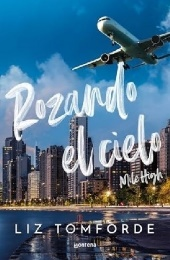 Rozando
el cielo
Mile High
LIZ TOMFORDE
MONTENA